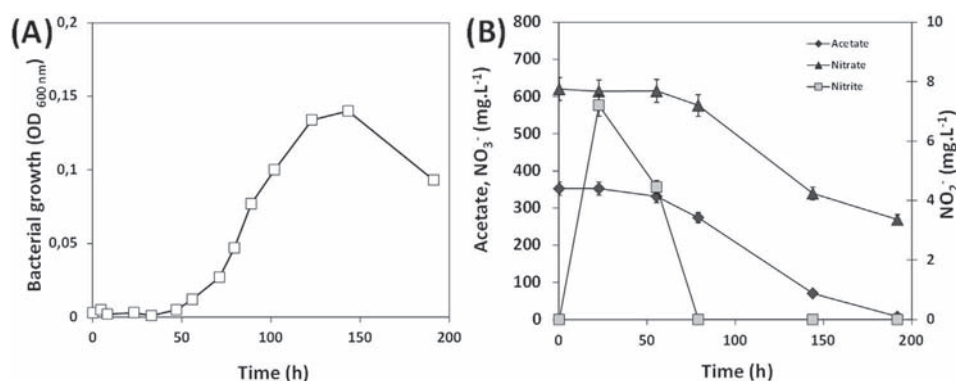 (A)
Bacterial growth (OD 600 nm)
0,2
0,15
0,1
0,05
0
0 50 100 150 200
Time (h)
(B)
Acetate, NO3- (mg.L-1)
800
700
600
500
400
300
200
100
0
Acetate
Nitrate
Nitrite
10
8
6
4
2
0
NO2- (mg.L-1)
0 50 100 150 200
Time (h)